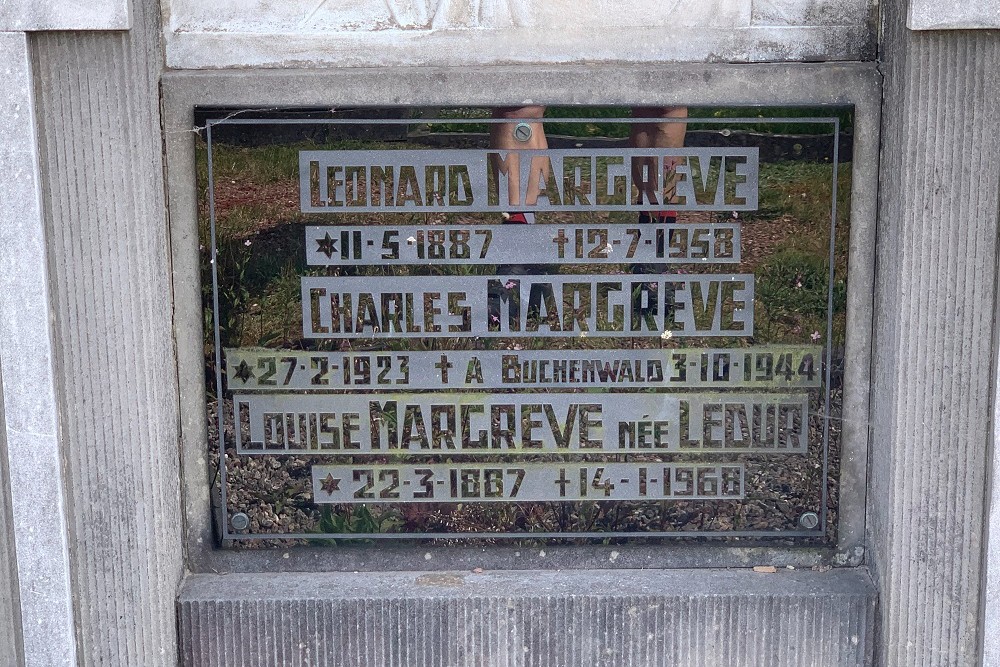 LEONARD MARGREVE
★11-5-1887 †12-7-1958
CHARLES MARGREVE
★27-2-1923 † A BUCHENWALD 3-10-1944
LOUISE MARGREVE NÉE LEDUR
★22-3-1887 †14-1-1968